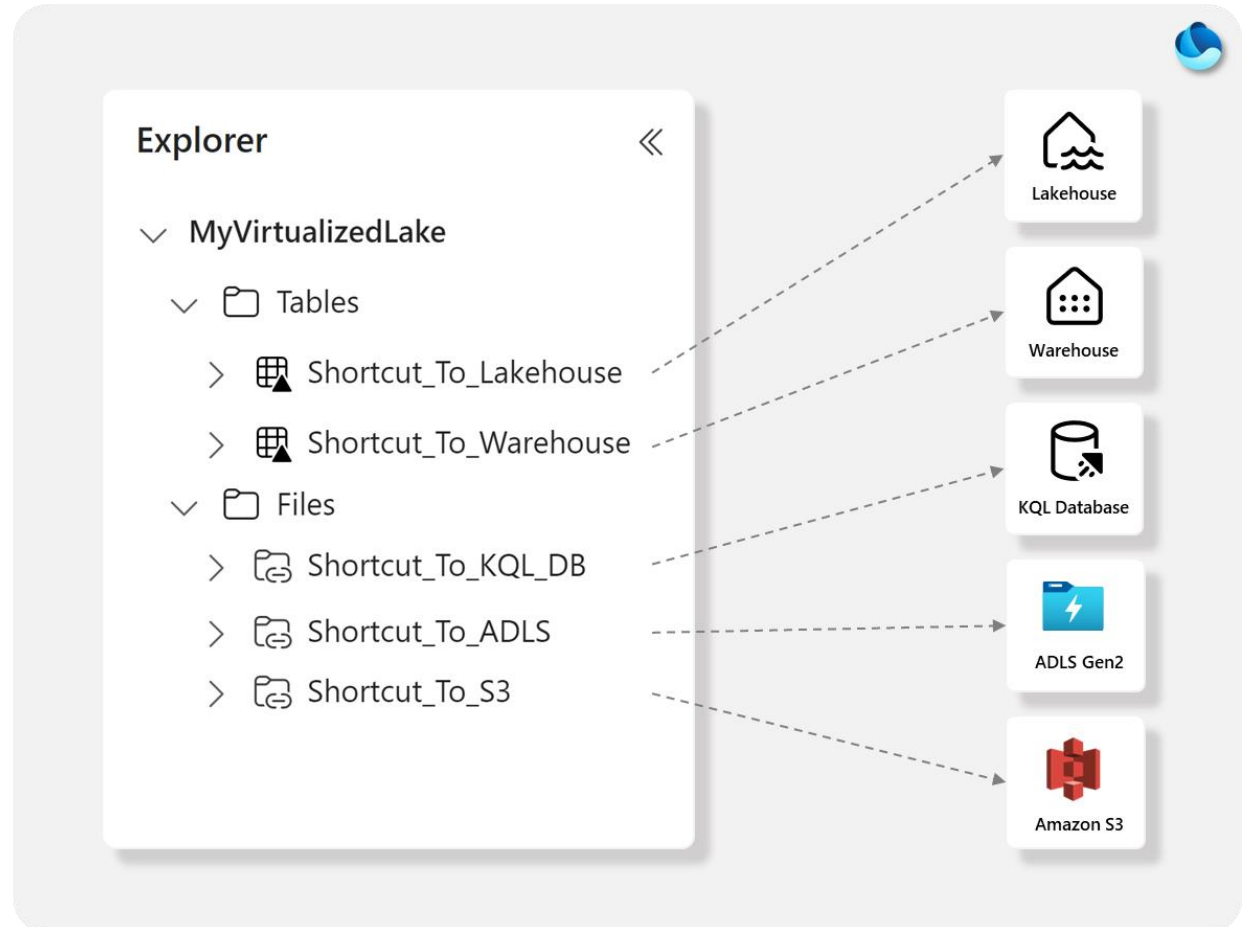 Explorer
MyVirtualizedLake
Tables
Shortcut_To_Lakehouse
Shortcut_To_Warehouse
Files
Shortcut_To_KQL_DB
Shortcut_To_ADLS
Shortcut_To_S3
Lakehouse
Warehouse
KQL Database
ADLS Gen2
Amazon S3